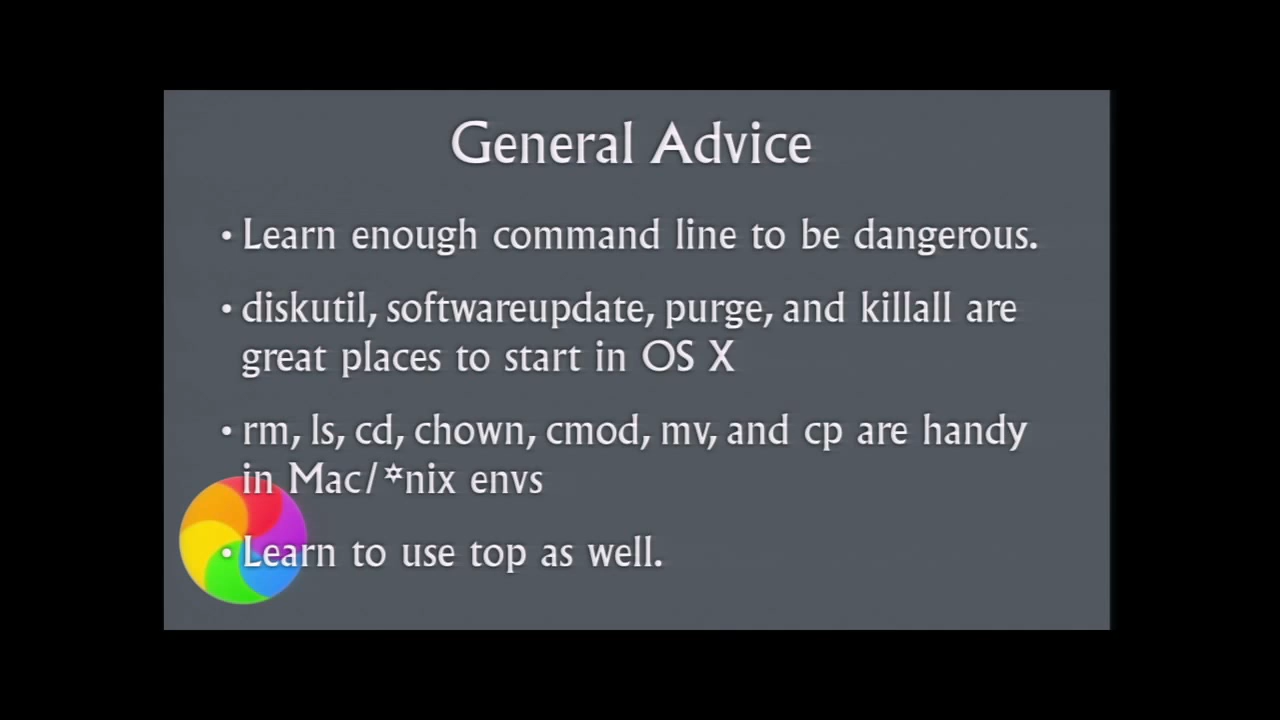 General Advice
• Learn enough command line to be dangerous.
• diskutil, softwareupdate, purge, and killall are
great places to start in OS X
• rm, ls, cd, chown, cmod, mv, and cp are handy
in Mac/*nix envs
• Learn to use top as well.